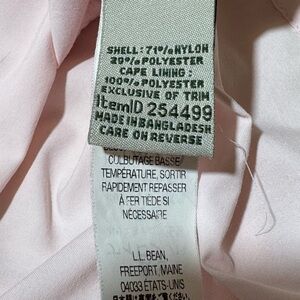 SHELL: 71% NYLON
29% POLYESTER
CAPE LINING:
100% POLYESTER
EXCLUSIVE OF TRIM
ItemID 254499
MADE IN BANGLADESH
CARE ON REVERSE
CULBUTAGE BASSE
TEMPÉRATURE, SORTIR
RAPIDEMENT REPASSER
À FER TIÈDE SI
NÉCESSAIRE
L.L. BEAN,
FREEPORT, MAINE
04033 ÉTATS-UNIS